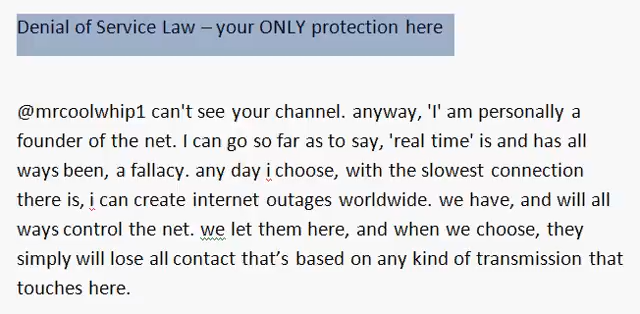 Denial of Service Law – your ONLY protection here
@mrcoolwhip1 can't see your channel. anyway, 'I' am personally a
founder of the net. I can go so far as to say, 'real time' is and has all
ways been, a fallacy. any day i choose, with the slowest connection
there is, i can create internet outages worldwide. we have, and will all
ways control the net. we let them here, and when we choose, they
simply will lose all contact that’s based on any kind of transmission that
touches here.